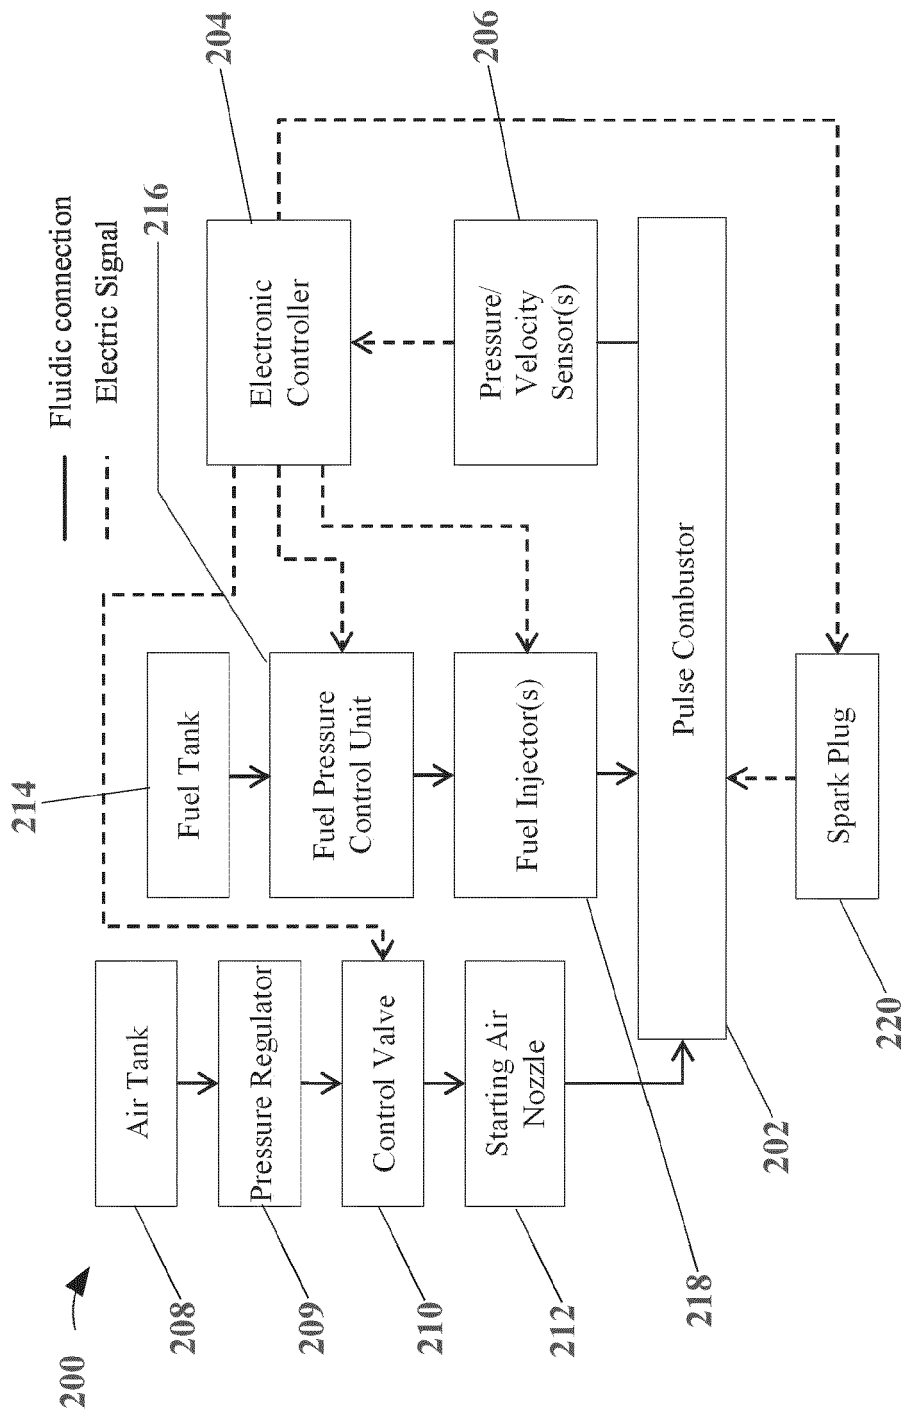 200
Fluidic connection
Electric Signal
214
216
204
206
Air Tank
Pressure Regulator
Control Valve
Starting Air
Nozzle
Fuel Tank
Fuel Pressure
Control Unit
Fuel Injector(s)
Electronic
Controller
Pressure/
Velocity
Sensor(s)
Pulse Combustor
Spark Plug
208
209
210
212
218
202
220